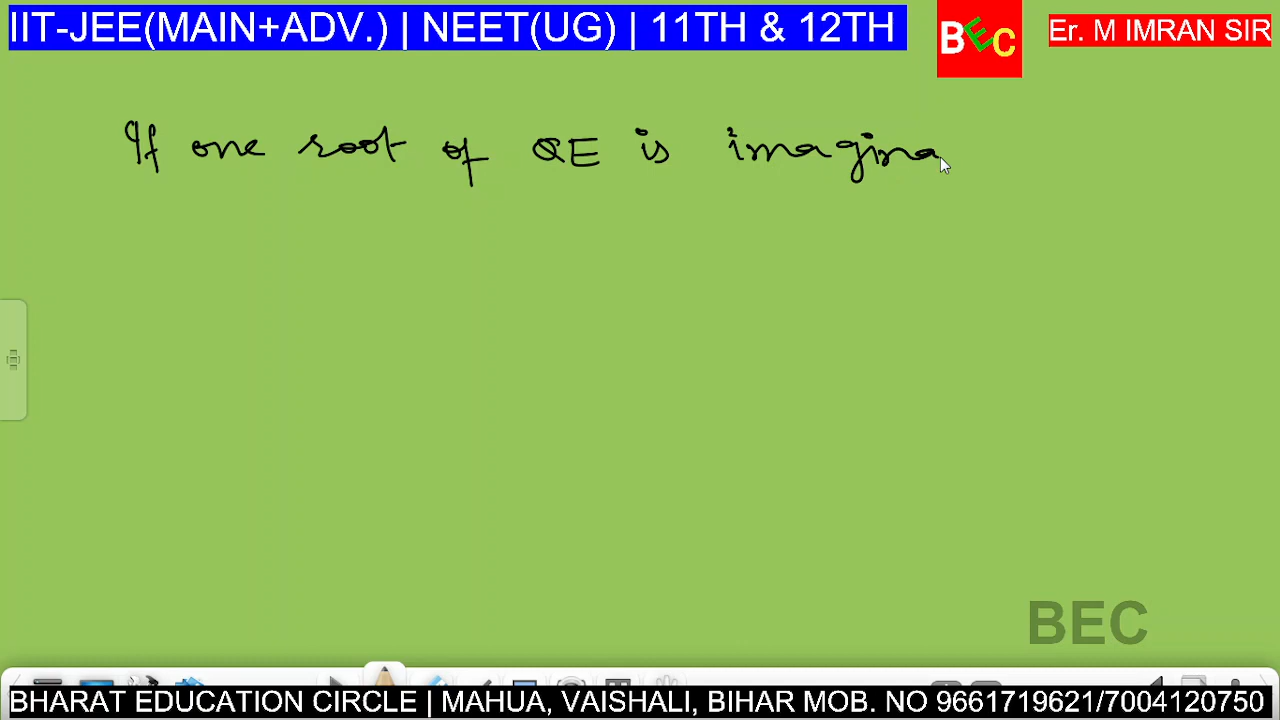 IIT-JEE(MAIN+ADV.) | NEET(UG) | 11TH & 12TH
BEC
Er. M IMRAN SIR
If one root of QE is imagina
BEC
BHARAT EDUCATION CIRCLE | MAHUA, VAISHALI, BIHAR MOB. NO 9661719621/7004120750